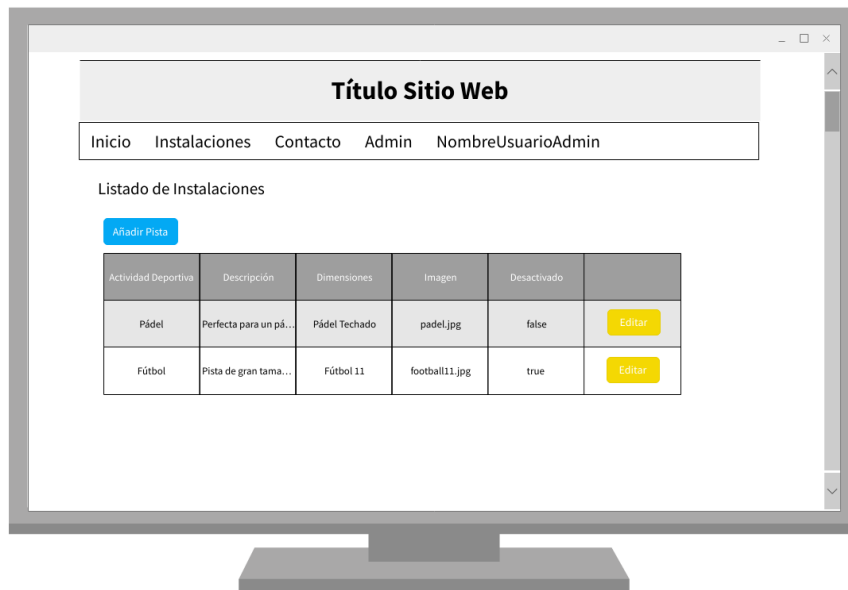 Título Sitio Web
Inicio Instalaciones Contacto Admin NombreUsuarioAdmin
Listado de Instalaciones
Añadir Pista
Actividad Deportiva Descripción Dimensiones Imagen Desactivado
Pádel Perfecta para un pá... Pádel Techado padel.jpg false Editar
Fútbol Pista de gran tama... Fútbol 11 football11.jpg true Editar